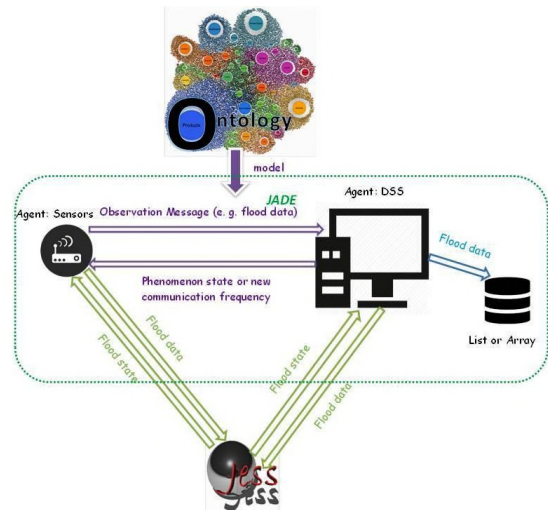 Ontology
model
JADE
Agent: DSS
Agent: Sensors
Observation Message (e. g. flood data)
Flood data
Phenomenon state or new
communication frequency
List or Array
Flood data
Flood state
Flood state
Flood data
Jess